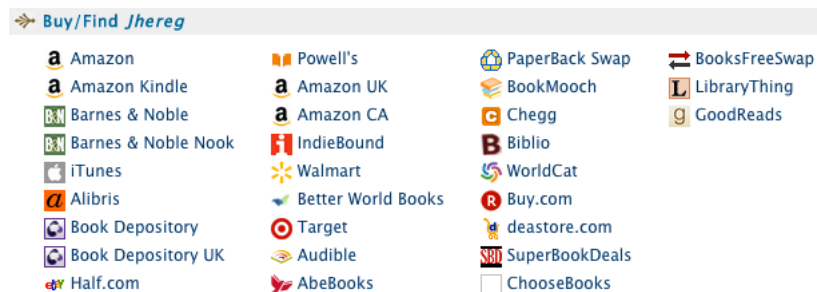 Buy/Find Jhereg
Amazon
Amazon Kindle
Barnes & Noble
Barnes & Noble Nook
iTunes
Alibris
Book Depository
Book Depository UK
Half.com
Powell's
Amazon UK
Amazon CA
IndieBound
Walmart
Better World Books
Target
Audible
AbeBooks
PaperBack Swap
BookMooch
Chegg
Biblio
WorldCat
Buy.com
deastore.com
SuperBookDeals
ChooseBooks
BooksFreeSwap
LibraryThing
GoodReads